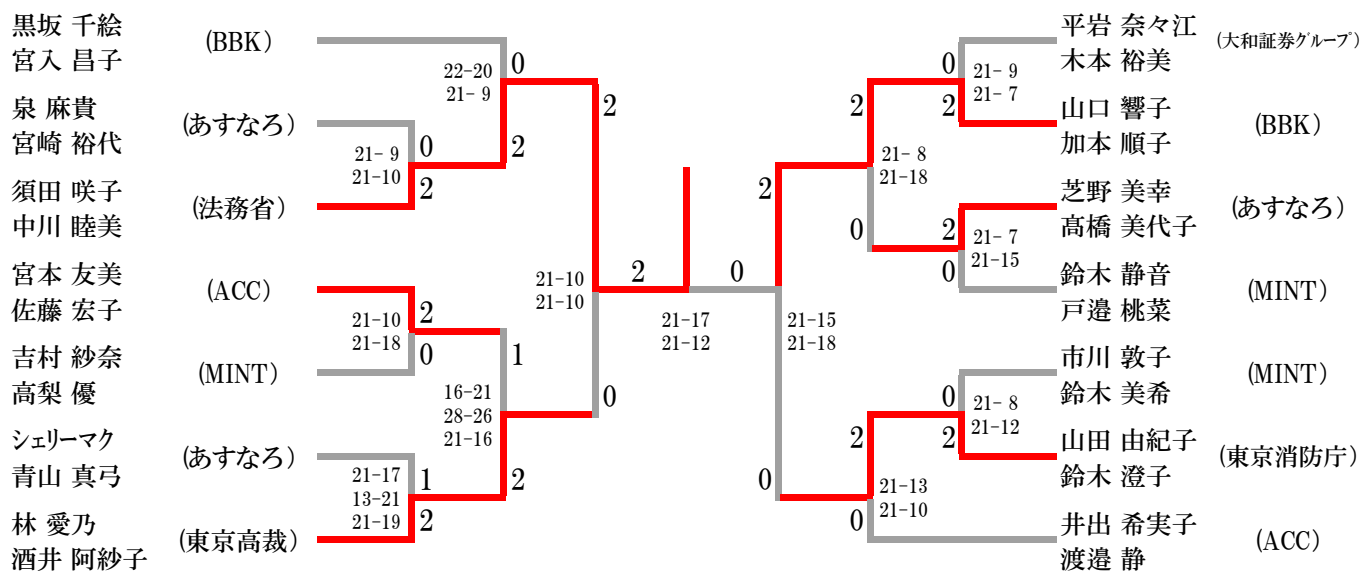 黒坂 千絵
宮入 昌子
(BBK)
泉 麻貴
宮崎 裕代
(あすなろ)
須田 咲子
中川 睦美
(法務省)
宮本 友美
佐藤 宏子
(ACC)
吉村 紗奈
高梨 優
(MINT)
シェリーマク
青山 真弓
(あすなろ)
林 愛乃
酒井 阿紗子
(東京高裁)
22-20
21- 9
0
2
21- 9
21-10
0
2
21-10
21-18
2
0
16-21
28-26
21-16
1
2
21-17
13-21
21-19
1
2
2
21-10
21-10
0
2
0
21-17
21-12
2
21-15
21-18
0
2
21- 8
21-18
0
0
21- 9
2
21- 7
2
21- 7
21-15
0
0
21- 8
21-12
2
2
21-13
21-10
0
平岩 奈々江
木本 裕美
(大和証券グループ)
山口 響子
加本 順子
(BBK)
芝野 美幸
髙橋 美代子
(あすなろ)
鈴木 静音
戸邉 桃菜
(MINT)
市川 敦子
鈴木 美希
(MINT)
山田 由紀子
鈴木 澄子
(東京消防庁)
井出 希実子
渡邉 静
(ACC)